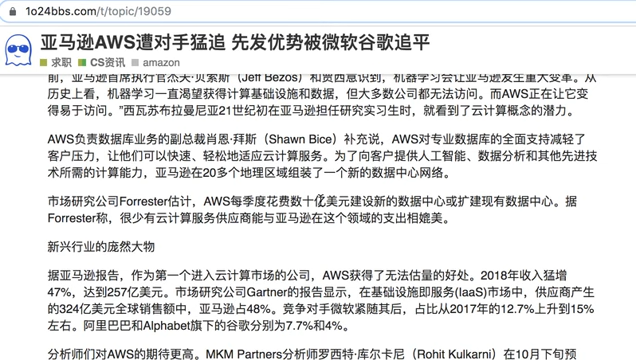 1o24bbs.com/t/topic/19059
亚马逊AWS遭对手猛追 先发优势被微软谷歌追平
求职 CS资讯 amazon
前，亚马逊首席执行官杰夫·贝索斯（Jeff Bezos）和贾西意识到，机器学习会让亚马逊发生重大变革。从
历史上看，机器学习一直渴望获得计算基础设施和数据，但大多数公司都无法访问。而AWS正在让它变
得易于访问。”西瓦苏布拉曼尼亚21世纪初在亚马逊担任研究实习生时，就看到了云计算概念的潜力。
AWS负责数据库业务的副总裁肖恩·拜斯（Shawn Bice）补充说，AWS对专业数据库的全面支持减轻了
客户压力，让他们可以快速、轻松地适应云计算服务。为了向客户提供人工智能、数据分析和其他先进技
术所需的计算能力，亚马逊在20多个地理区域组装了一个新的数据中心网络。
市场研究公司Forrester估计，AWS每季度花费数十亿美元建设新的数据中心或扩建现有数据中心。据
Forrester称，很少有云计算服务供应商能与亚马逊在这个领域的支出相媲美。
新兴行业的庞然大物
据亚马逊报告，作为第一个进入云计算市场的公司，AWS获得了无法估量的好处。2018年收入猛增
47%，达到257亿美元。市场研究公司Gartner的报告显示，在基础设施即服务(IaaS)市场中，供应商产生
的324亿美元全球销售额中，亚马逊占48%。竞争对手微软紧随其后，占比从2017年的12.7%上升到15%
左右。阿里巴巴和Alphabet旗下的谷歌分别为7.7%和4%。
分析师们对AWS的期待更高。MKM Partners分析师罗西特·库尔卡尼（Rohit Kulkarni）在10月下旬预